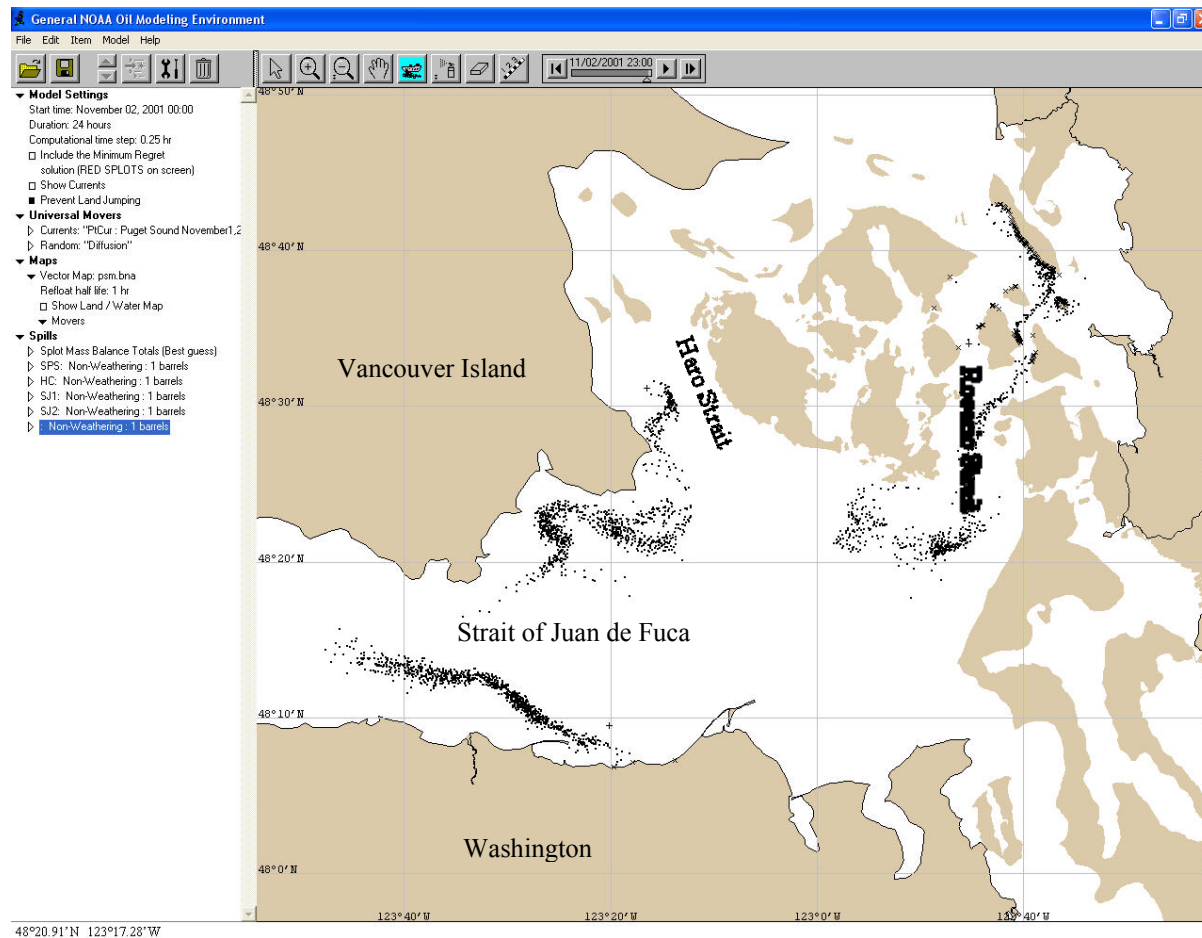 General NOAA Oil Modeling Environment
File Edit Item Model Help
11/02/2001 23:00
Model Settings
Start time: November 02, 2001 00:00
Duration: 24 hours
Computational time step: 0.25 hr
Include the Minimum Regret
solution (RED SPLOTS on screen)
Show Currents
Prevent Land Jumping
Universal Movers
Currents: "PtCur : Puget Sound November1,2
Random: "Diffusion"
Maps
Vector Map: psm.bna
Refloat half life: 1 hr
Show Land / Water Map
Movers
Spills
Splot Mass Balance Totals (Best guess)
SPS: Non-Weathering : 1 barrels
HC: Non-Weathering : 1 barrels
SJ1: Non-Weathering : 1 barrels
SJ2: Non-Weathering : 1 barrels
: Non-Weathering : 1 barrels
48°50'N
48°40'N
48°30'N
48°20'N
48°10'N
48°0'N
Vancouver Island
Haro Strait
Strait of Juan de Fuca
Washington
123°40'W 123°20'W 123°0'W
48°20.91'N 123°17.28'W